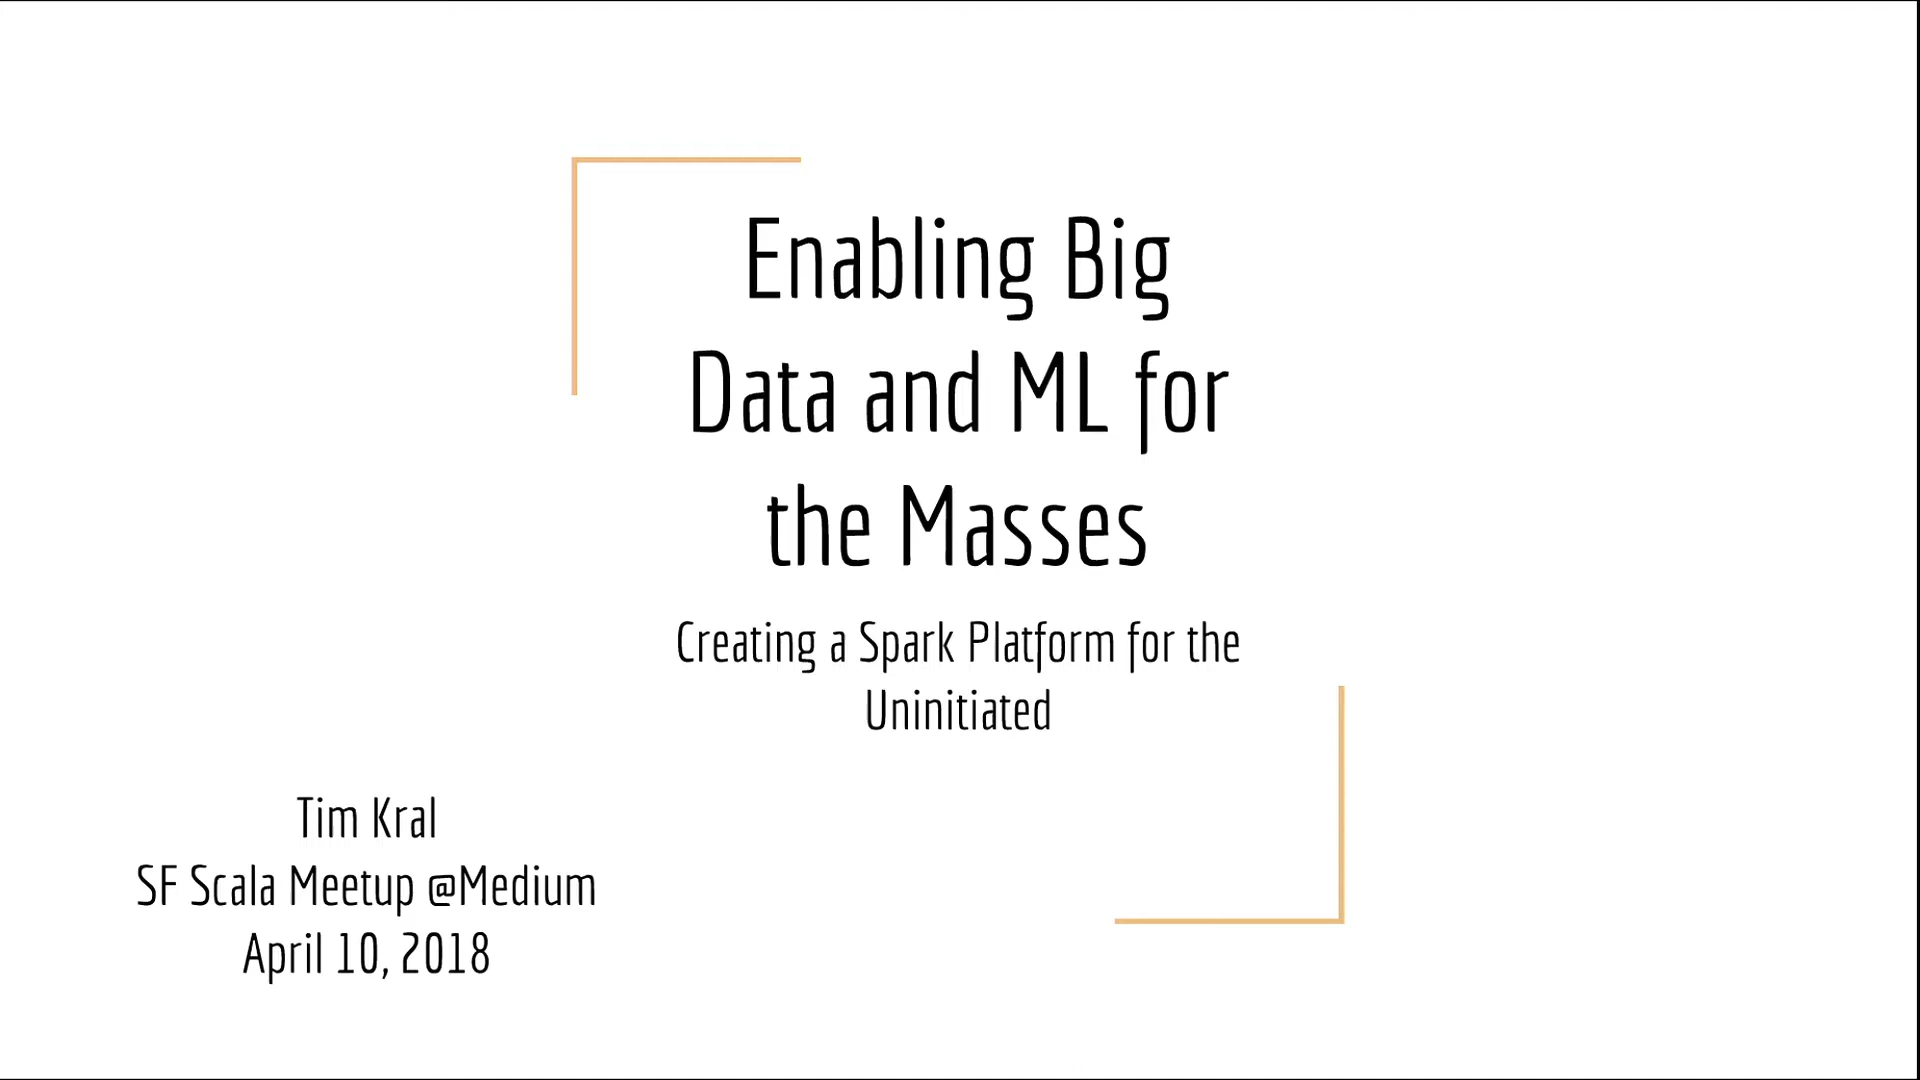 Enabling Big
Data and ML for
the Masses
Creating a Spark Platform for the
Uninitiated
Tim Kral
SF Scala Meetup @Medium
April 10, 2018